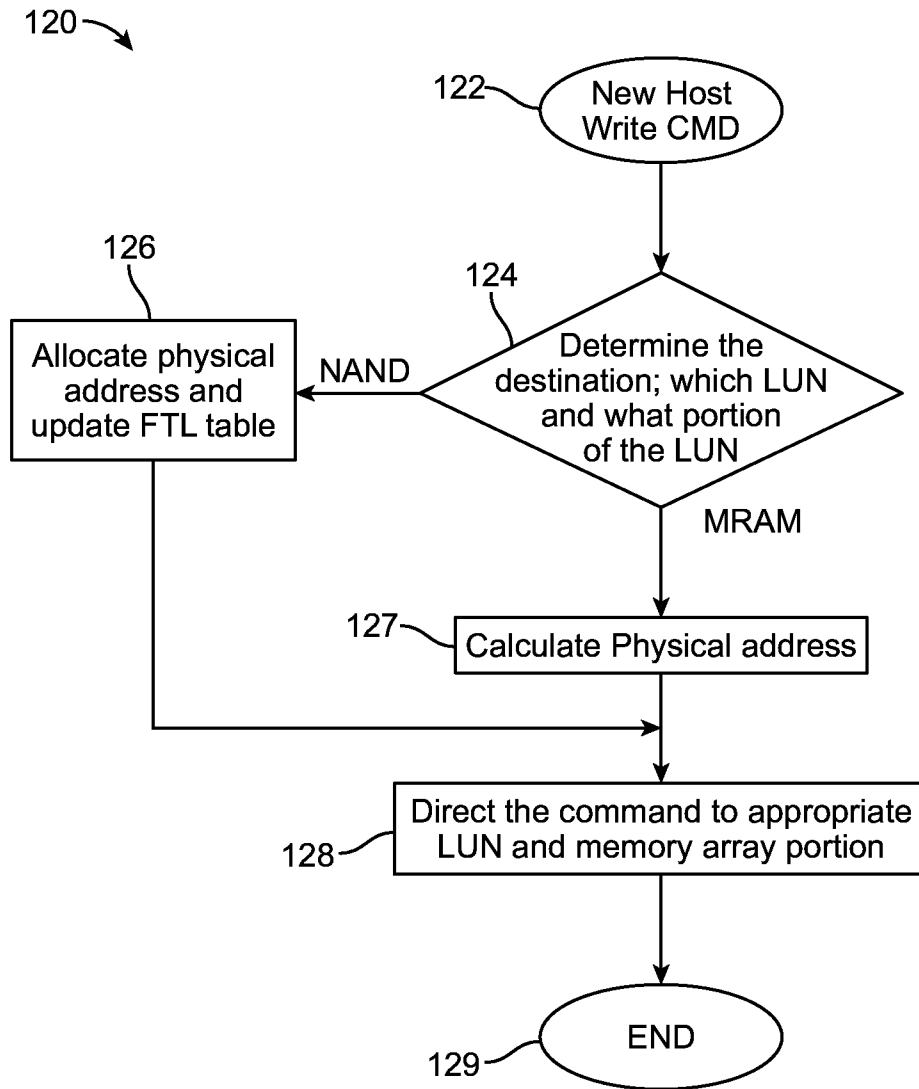 120
122
New Host
Write CMD
126
124
Allocate physical
address and
update FTL table
NAND
Determine the
destination; which LUN
and what portion
of the LUN
MRAM
127
Calculate Physical address
Direct the command to appropriate
LUN and memory array portion
128
END
129